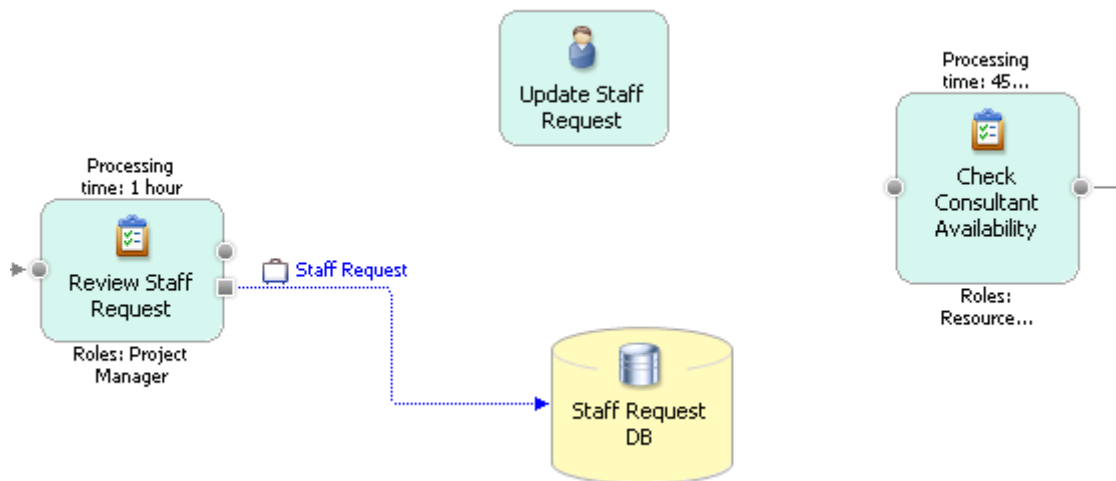 Update Staff
Request
Processing
time: 45...
Check
Consultant
Availability
Roles:
Resource...
Processing
time: 1 hour
Review Staff
Request
Roles: Project
Manager
Staff Request
Staff Request
DB